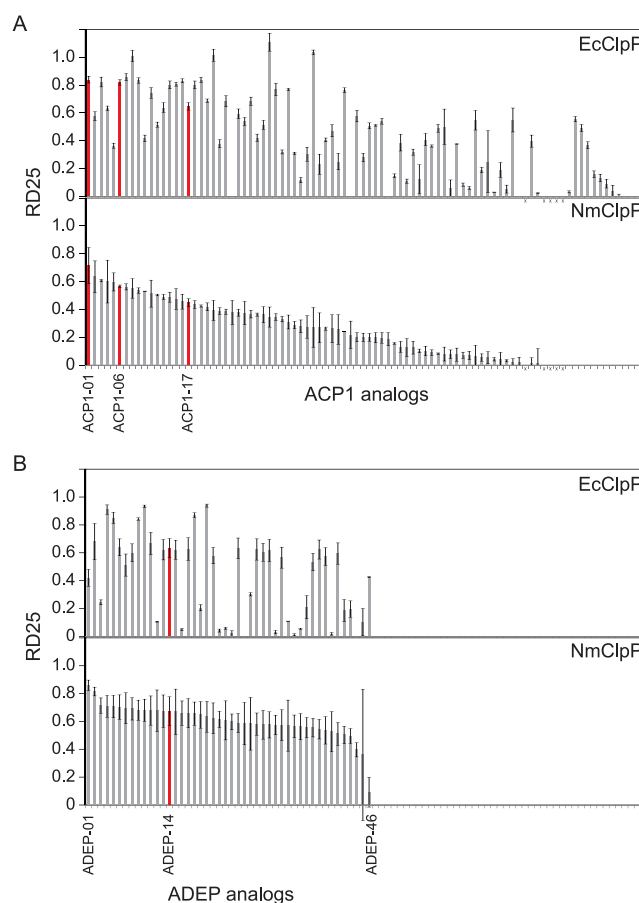 A
EcClpP
1.0
0.8
0.6
0.4
0.2
0
RD25
NmClpP
1.0
0.8
0.6
0.4
0.2
0
ACP1-01
ACP1-06
ACP1-17
ACP1 analogs
x x x x x
x x x x x
B
EcClpP
1.0
0.8
0.6
0.4
0.2
0
RD25
NmClpP
1.0
0.8
0.6
0.4
0.2
0
ADEP-01
ADEP-14
ADEP-46
ADEP analogs